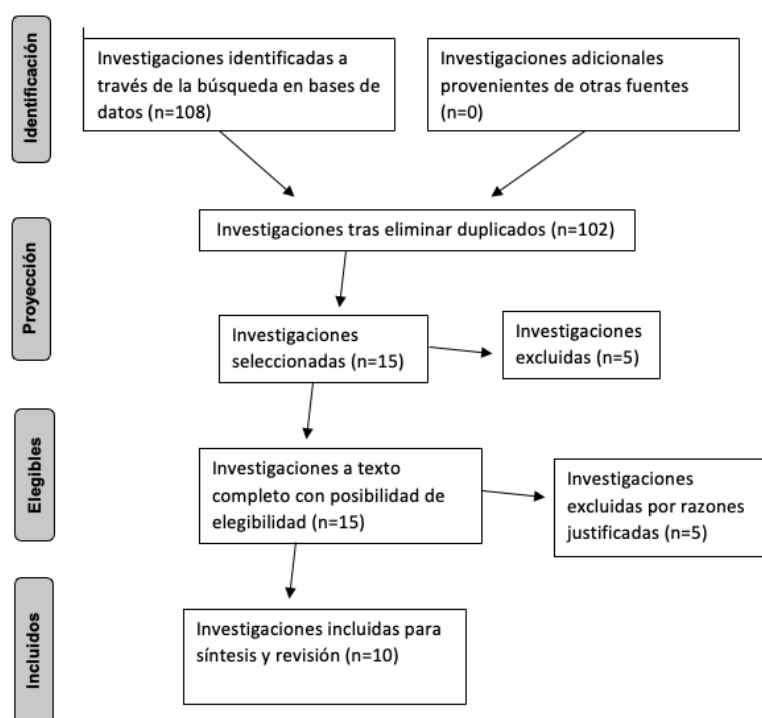 Identificación
Investigaciones identificadas a
través de la búsqueda en bases de
datos (n=108)
Investigaciones adicionales
provenientes de otras fuentes
(n=0)
Proyección
Investigaciones tras eliminar duplicados (n=102)
Investigaciones
seleccionadas (n=15)
Investigaciones
excluidas (n=5)
Elegibles
Investigaciones a texto
completo con posibilidad de
elegibilidad (n=15)
Investigaciones
excluidas por razones
justificadas (n=5)
Incluidos
Investigaciones incluidas para
síntesis y revisión (n=10)